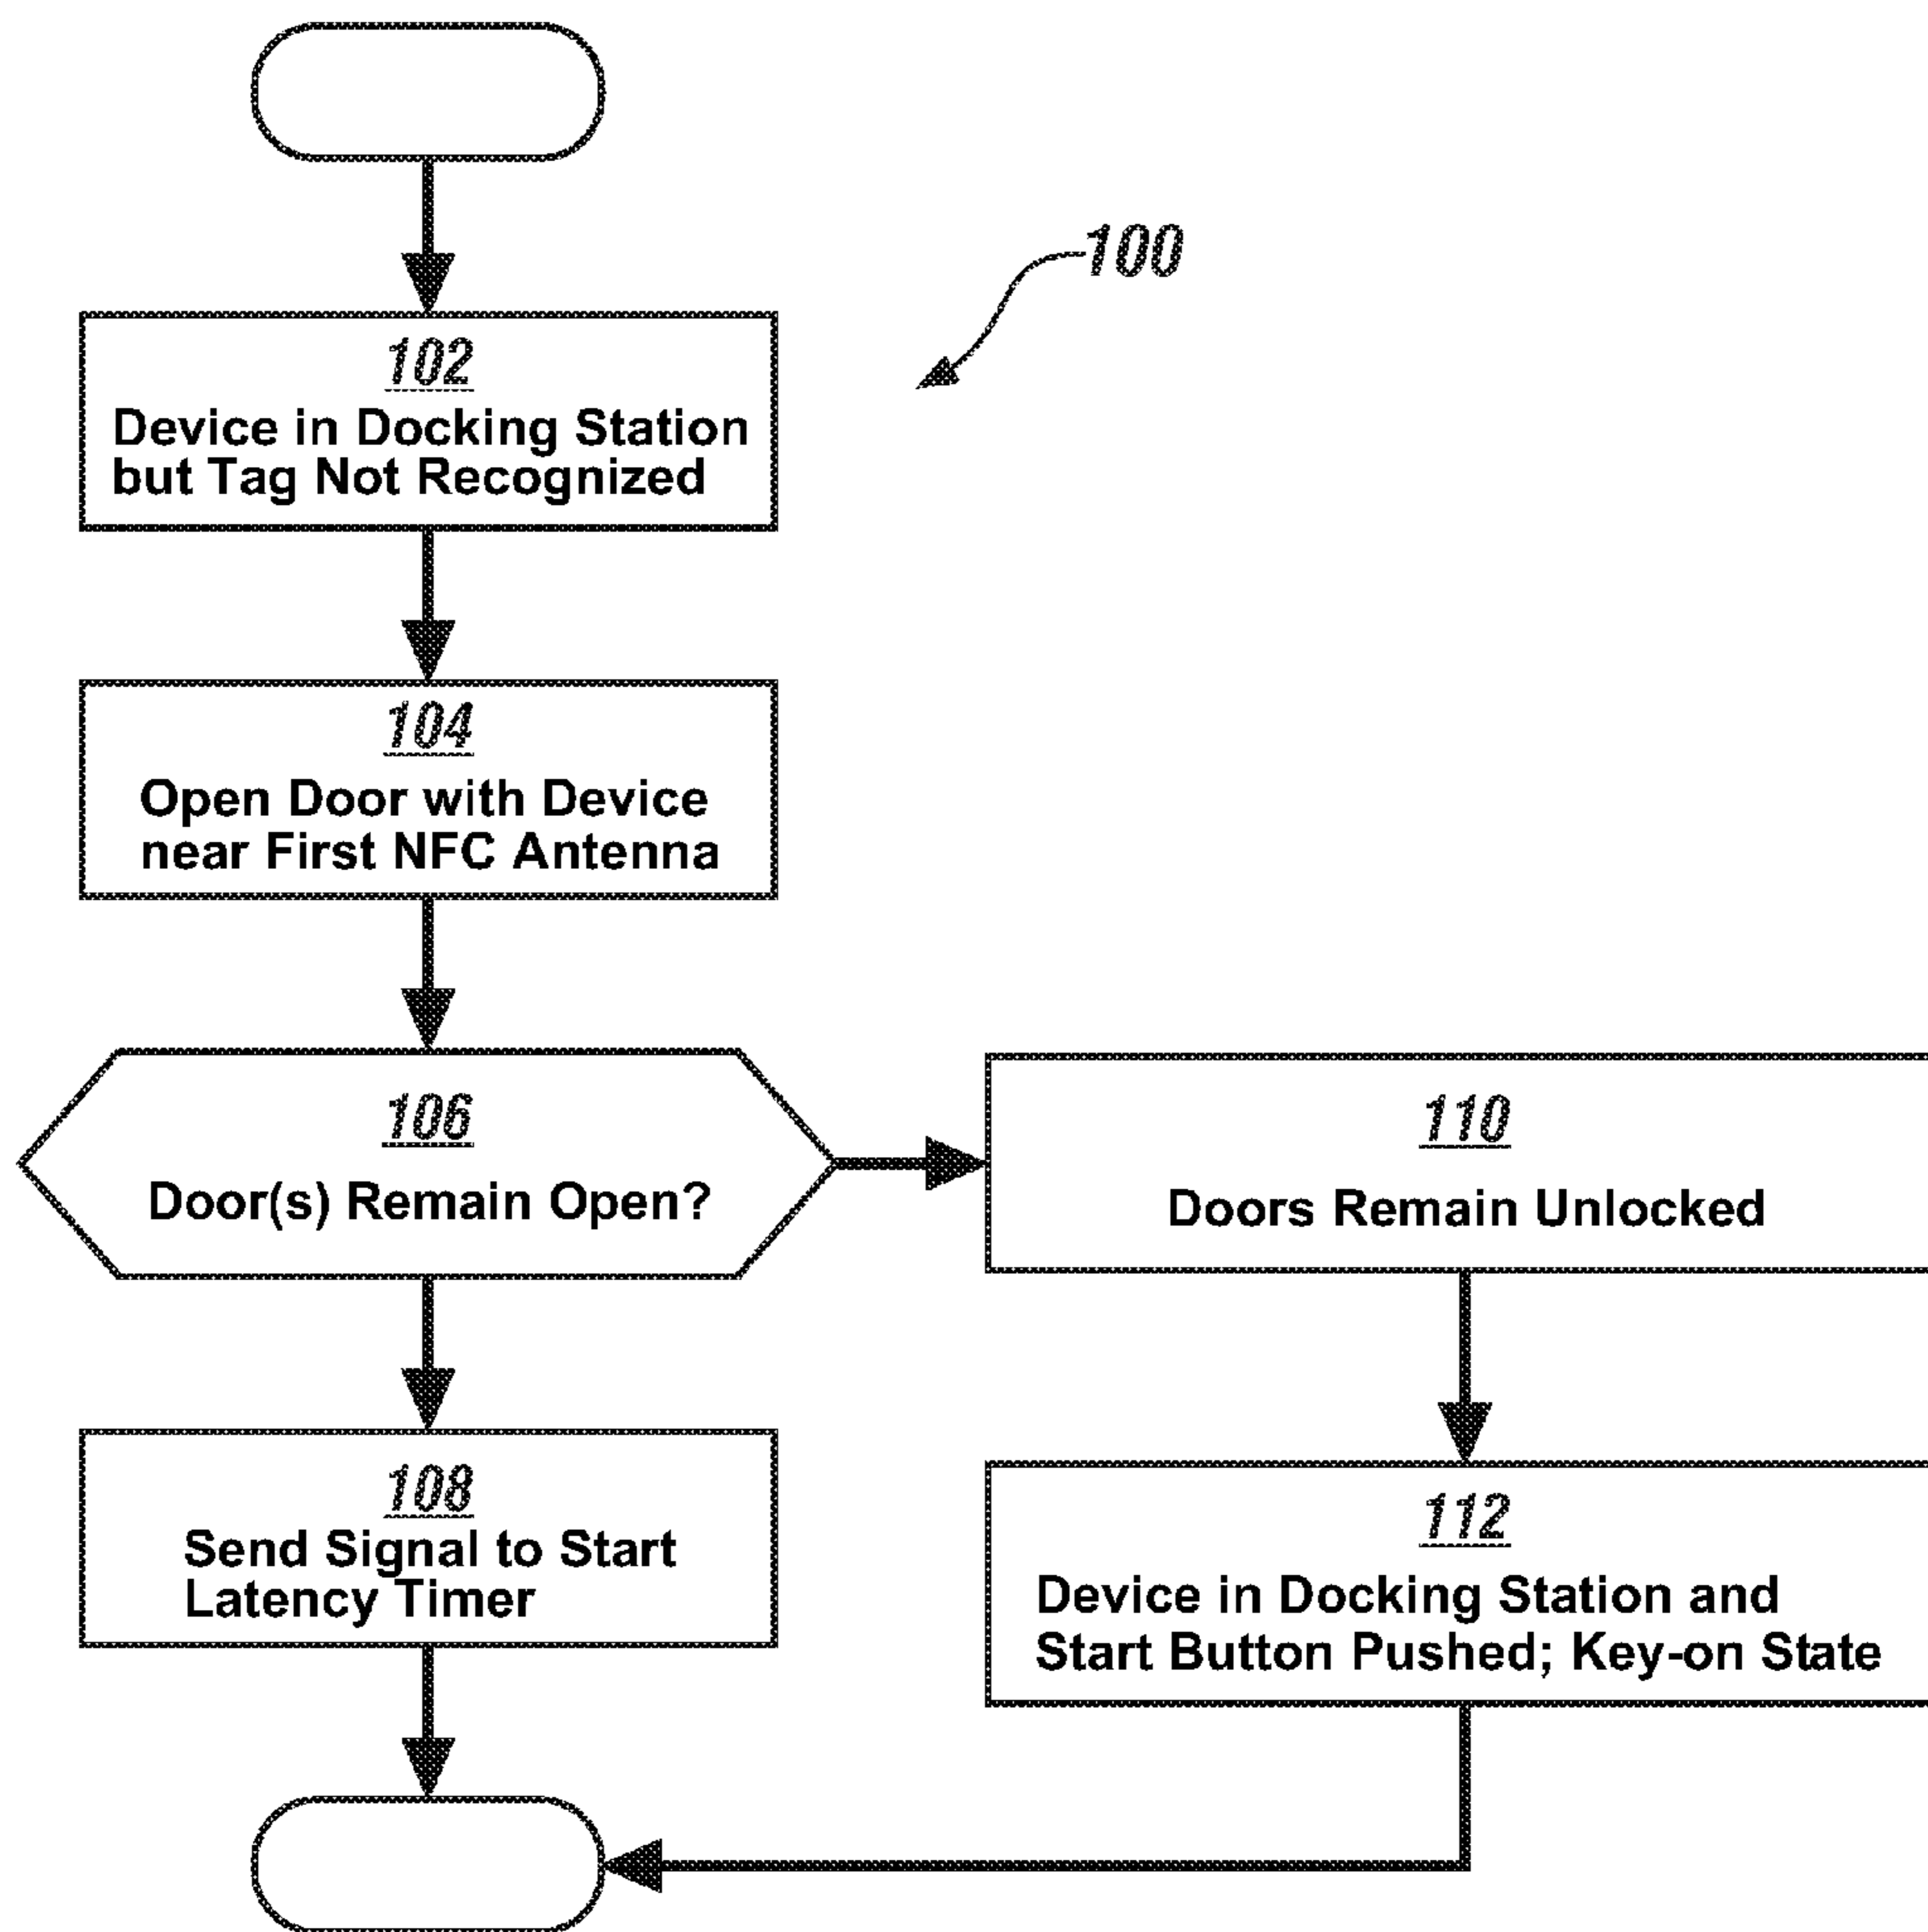 100
102
Device in Docking Station
but Tag Not Recognized
104
Open Door with Device
near First NFC Antenna
106
Door(s) Remain Open?
110
Doors Remain Unlocked
108
Send Signal to Start
Latency Timer
112
Device in Docking Station and
Start Button Pushed; Key-on State